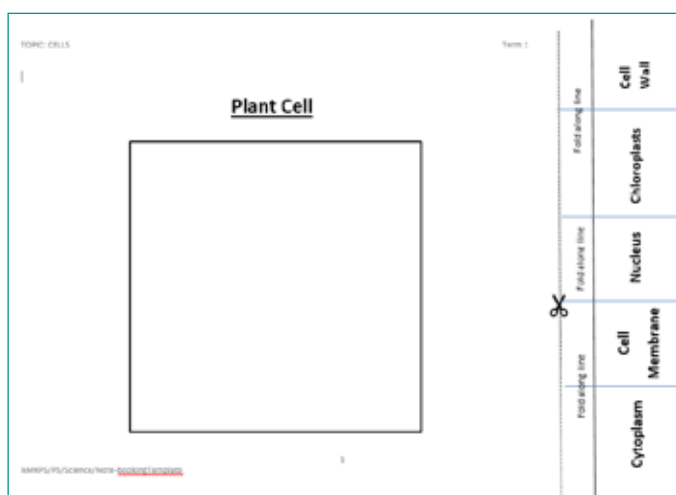 TOPIC: CELLS
Term 1
Plant Cell
Fold along line
Fold along line
Fold along line
Cell
Wall
Chloroplasts
Nucleus
Cell
Membrane
Cytoplasm